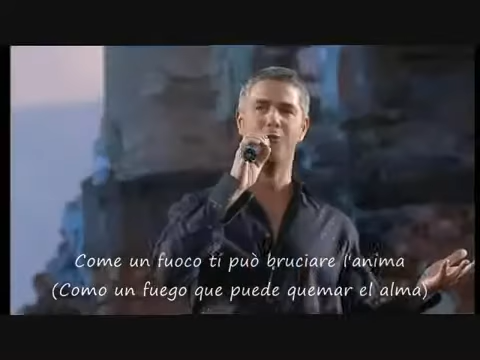 Come un fuoco ti può bruciare l'anima
(Como un fuego que puede quemar el alma)